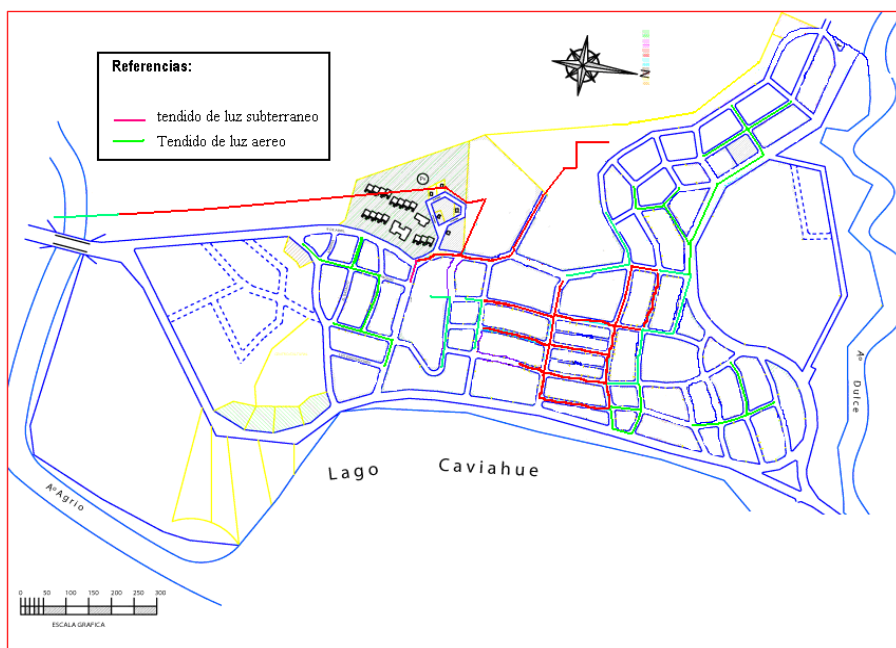 Referencias:
tendido de luz subterraneo
Tendido de luz aereo
N
Lago Caviahue
Aº Agrio
Aº Dulce
0 50 100 150 200 250 300
ESCALA GRAFICA